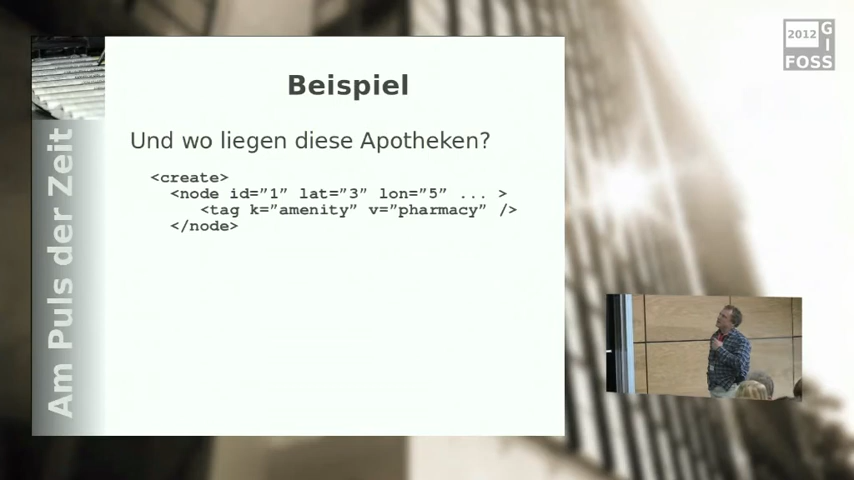 Beispiel
Und wo liegen diese Apotheken?
<create>
<node id="1" lat="3" lon="5" ... >
<tag k="amenity" v="pharmacy" />
</node>
Am Puls der Zeit
2012 G
I
FOSS